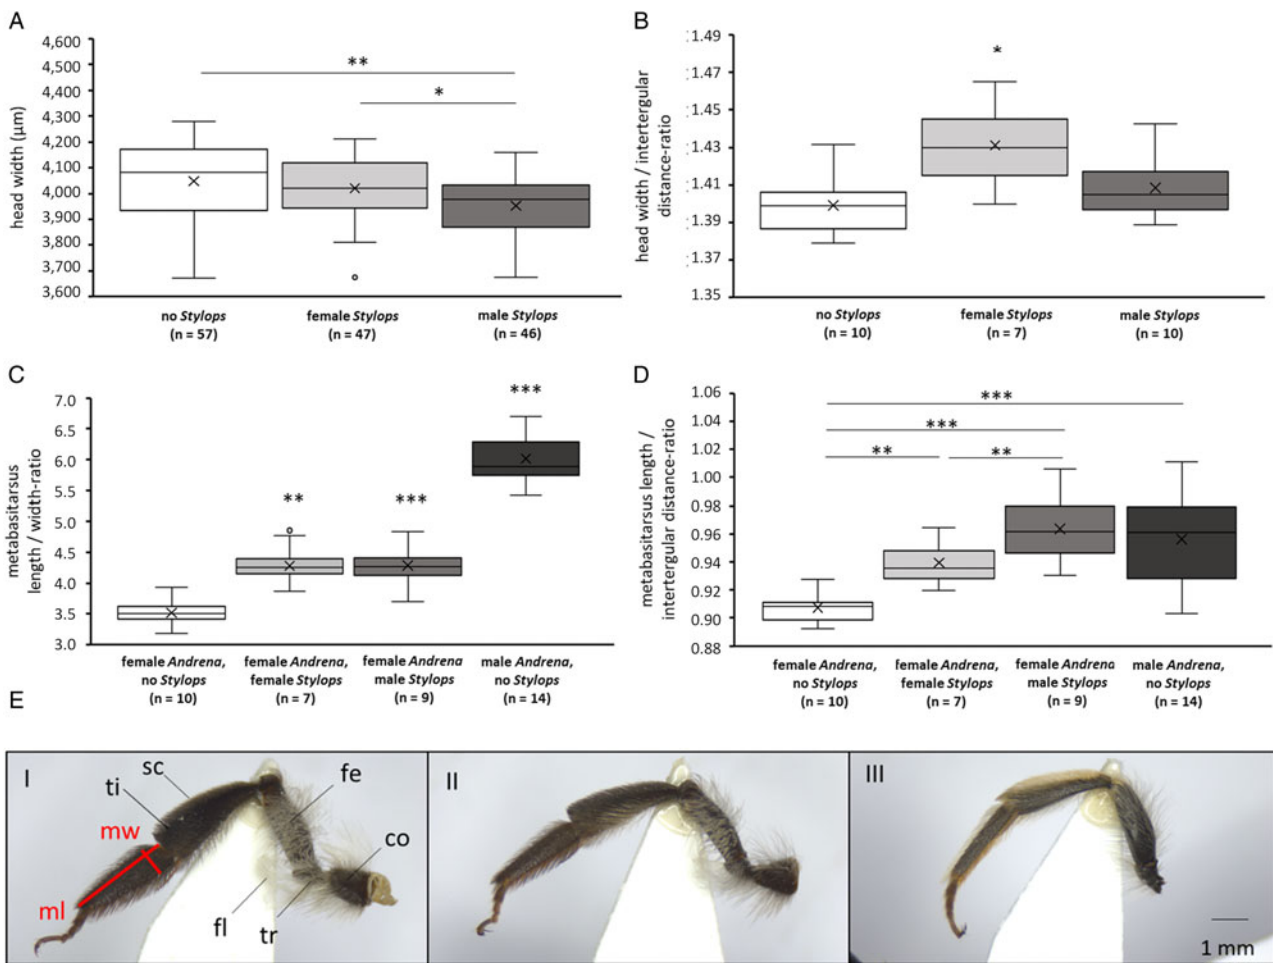 A
4,600
4,500
4,400
4,300
4,200
4,100
4,000
3,900
3,800
3,700
3,600
head width (µm)
**
*
no Stylops
(n = 57)
female Stylops
(n = 47)
male Stylops
(n = 46)
B
1.49
1.47
1.45
1.43
1.41
1.39
1.37
1.35
head width / intertergular
distance-ratio
*
no Stylops
(n = 10)
female Stylops
(n = 7)
male Stylops
(n = 10)
C
7.0
6.5
6.0
5.5
5.0
4.5
4.0
3.5
3.0
metabasitarsus
length / width-ratio
**
***
***
female Andrena,
no Stylops
(n = 10)
female Andrena,
female Stylops
(n = 7)
female Andrena
male Stylops
(n = 9)
male Andrena,
no Stylops
(n = 14)
D
1.06
1.06
1.04
1.02
1.00
0.98
0.96
0.94
0.92
0.90
0.88
metabasitarsus length /
intertergular distance-ratio
***
***
**
**
female Andrena,
no Stylops
(n = 10)
female Andrena,
female Stylops
(n = 7)
female Andrena
male Stylops
(n = 9)
male Andrena,
no Stylops
(n = 14)
E
I
sc
ti
fe
mw
co
ml
fl
tr
II
III
1 mm